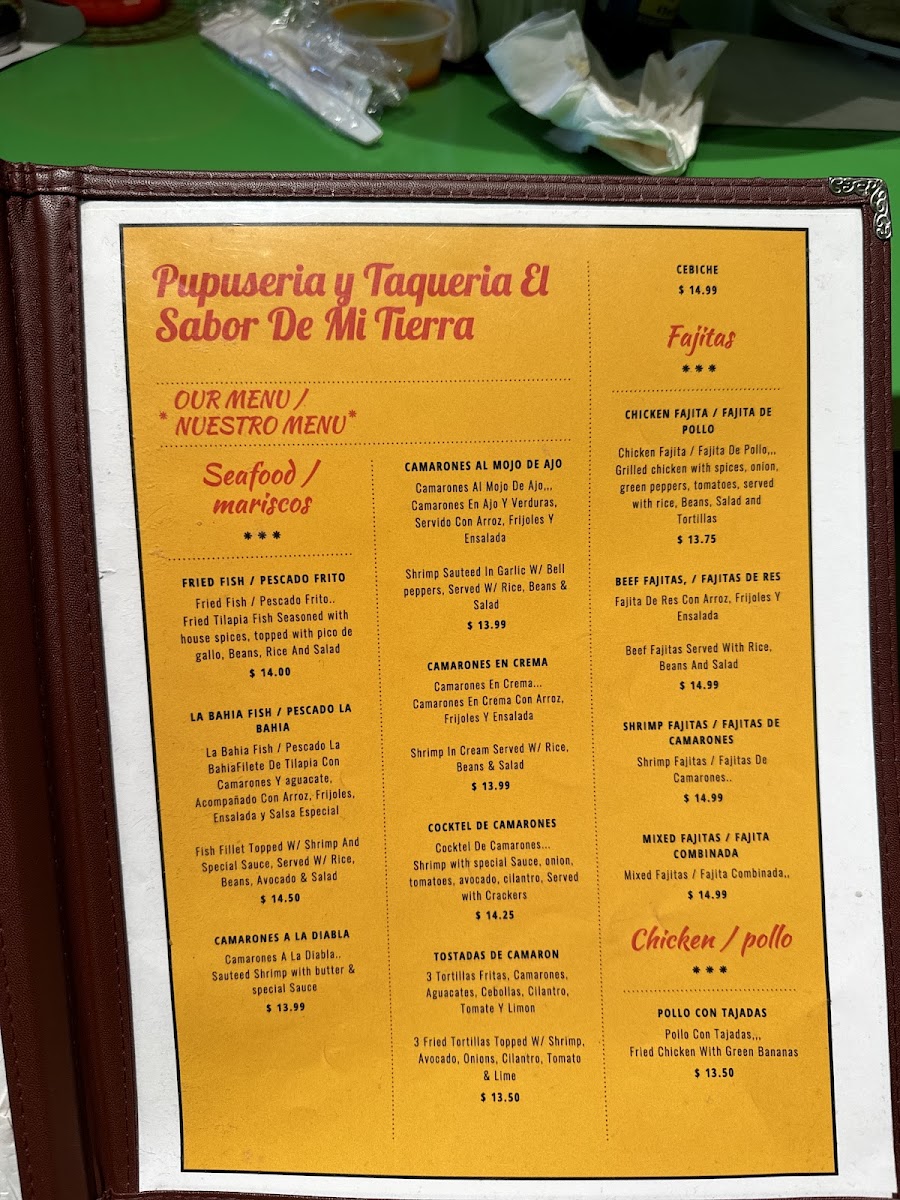 Pupuseria y Taqueria El
Sabor De Mi Tierra
* OUR MENU /
NUESTRO MENU *
Seafood /
mariscos
***
FRIED FISH / PESCADO FRITO
Fried Fish / Pescado Frito..
Fried Tilapia Fish Seasoned with
house spices, topped with pico de
gallo, Beans, Rice And Salad
$ 14.00
LA BAHIA FISH / PESCADO LA
BAHIA
La Bahia Fish / Pescado La
BahiaFilete De Tilapia Con
Camarones Y aguacate,
Acompañado Con Arroz, Frijoles,
Ensalada y Salsa Especial
Fish Fillet Topped W/ Shrimp And
Special Sauce, Served W/ Rice,
Beans, Avocado & Salad
$ 14.50
CAMARONES A LA DIABLA
Camarones A La Diabla..
Sauteed Shrimp with butter &
special Sauce
$ 13.99
CAMARONES AL MOJO DE AJO
Camarones Al Mojo De Ajo,,,
Camarones En Ajo Y Verduras,
Servido Con Arroz, Frijoles Y
Ensalada
Shrimp Sauteed In Garlic W/ Bell
peppers, Served W/ Rice, Beans &
Salad
$ 13.99
CAMARONES EN CREMA
Camarones En Crema...
Camarones En Crema Con Arroz,
Frijoles Y Ensalada
Shrimp In Cream Served W/ Rice,
Beans & Salad
$ 13.99
COCKTEL DE CAMARONES
Cocktel De Camarones...
Shrimp with special Sauce, onion,
tomatoes, avocado, cilantro, Served
with Crackers
$ 14.25
TOSTADAS DE CAMARON
3 Tortillas Fritas, Camarones,
Aguacates, Cebollas, Cilantro,
Tomate Y Limon
3 Fried Tortillas Topped W/ Shrimp,
Avocado, Onions, Cilantro, Tomato
& Lime
$ 13.50
CEBICHE
$ 14.99
Fajitas
***
CHICKEN FAJITA / FAJITA DE
POLLO
Chicken Fajita / Fajita De Pollo,,,
Grilled chicken with spices, onion,
green peppers, tomatoes, served
with rice, Beans, Salad and
Tortillas
$ 13.75
BEEF FAJITAS, / FAJITAS DE RES
Fajita De Res Con Arroz, Frijoles Y
Ensalada
Beef Fajitas Served With Rice,
Beans And Salad
$ 14.99
SHRIMP FAJITAS / FAJITAS DE
CAMARONES
Shrimp Fajitas / Fajitas De
Camarones..
$ 14.99
MIXED FAJITAS / FAJITA
COMBINADA
Mixed Fajitas / Fajita Combinada,,
$ 14.99
Chicken / pollo
***
POLLO CON TAJADAS
Pollo Con Tajadas,,,
Fried Chicken With Green Bananas
$ 13.50